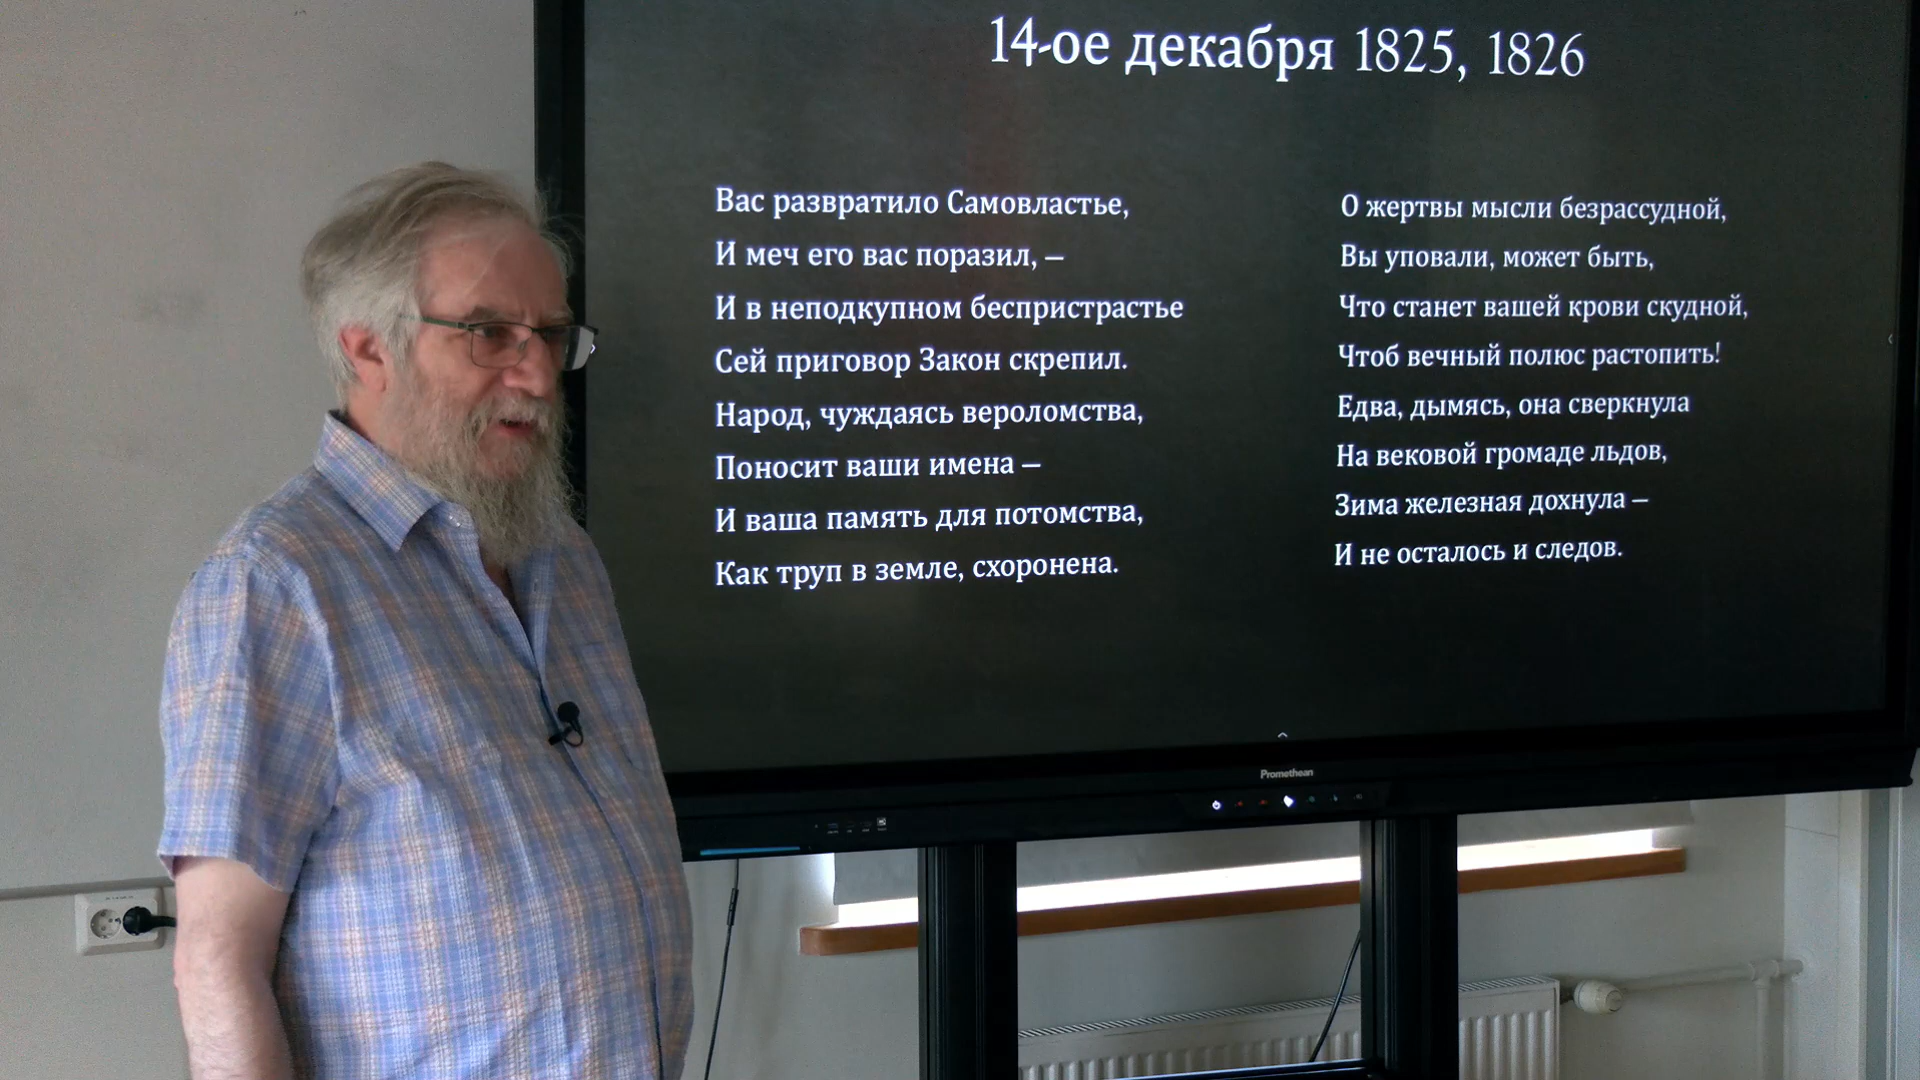 14-ое декабря 1825, 1826
Вас развратило Самовластье,
И меч его вас поразил, –
И в неподкупном беспристрастье
Сей приговор Закон скрепил.
Народ, чуждаясь вероломства,
Поносит ваши имена –
И ваша память для потомства,
Как труп в земле, схоронена.
О жертвы мысли безрассудной,
Вы уповали, может быть,
Что станет вашей крови скудной,
Чтоб вечный полюс растопить!
Едва, дымясь, она сверкнула
На вековой громаде льдов,
Зима железная дохнула –
И не осталось и следов.
Promethean